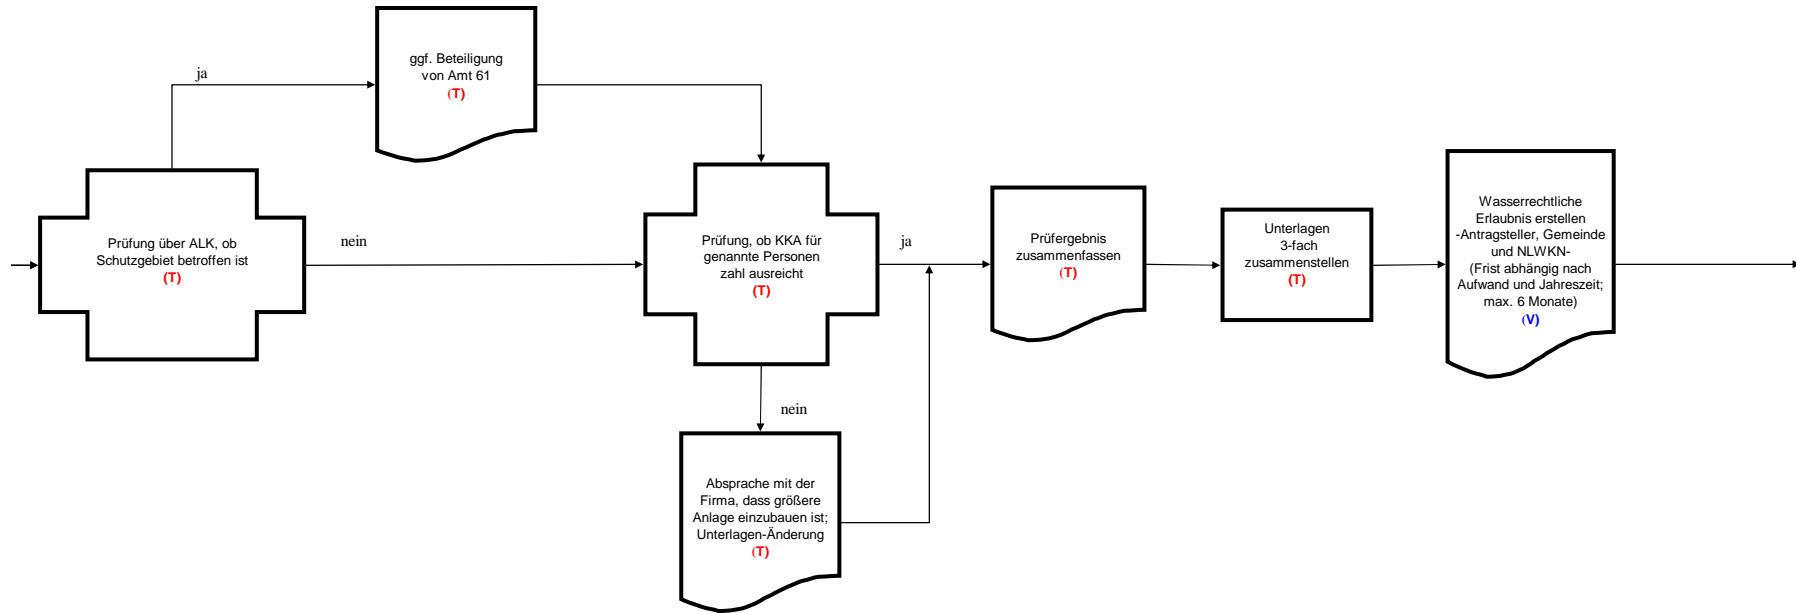 ja
ggf. Beteiligung
von Amt 61
(T)
Prüfung über ALK, ob
Schutzgebiet betroffen ist
(T)
nein
Prüfung, ob KKA für
genannte Personen
zahl ausreicht
(T)
ja
nein
Absprache mit der
Firma, dass größere
Anlage einzubauen ist;
Unterlagen-Änderung
(T)
Prüfergebnis
zusammenfassen
(T)
Unterlagen
3-fach
zusammenstellen
(T)
Wasserrechtliche
Erlaubnis erstellen
-Antragsteller, Gemeinde
und NLWKN-
(Frist abhängig nach
Aufwand und Jahreszeit;
max. 6 Monate)
(V)